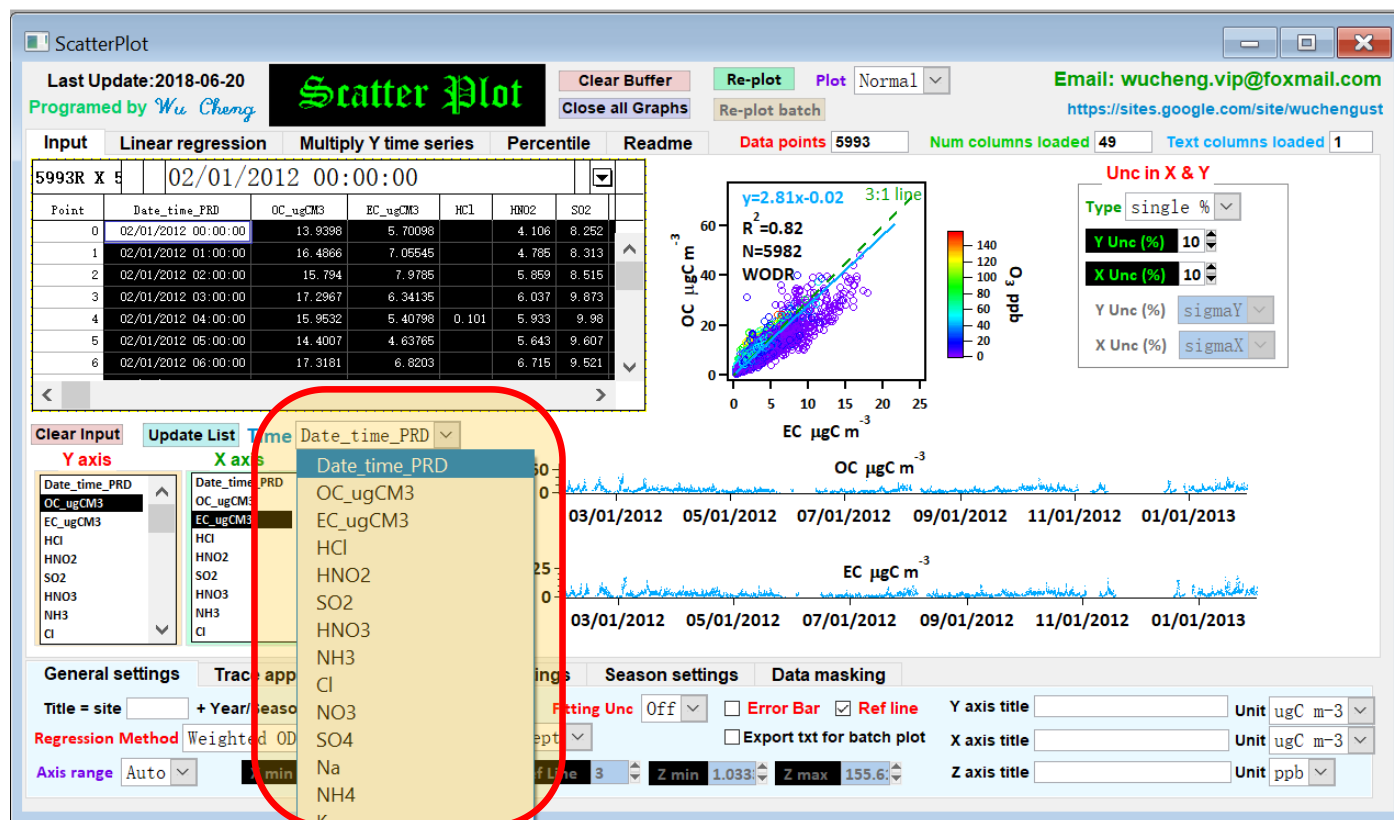 ScatterPlot
Last Update:2018-06-20
Programed by Wu Cheng
Scatter Plot
Clear Buffer
Close all Graphs
Re-plot Plot Normal
Re-plot batch
Email: wucheng.vip@foxmail.com
https://sites.google.com/site/wuchengust
Input Linear regression Multiply Y time series Percentile Readme
Data points 5993 Num columns loaded 49 Text columns loaded 1
5993R X 5 02/01/2012 00:00:00
Point Date_time_PRD OC_ugCM3 EC_ugCM3 HCl HNO2 SO2
0 02/01/2012 00:00:00 13.9398 5.70098 4.106 8.252
1 02/01/2012 01:00:00 16.4866 7.05545 4.785 8.313
2 02/01/2012 02:00:00 15.794 7.9785 5.859 8.515
3 02/01/2012 03:00:00 17.2967 6.34135 6.037 9.873
4 02/01/2012 04:00:00 15.9532 5.40798 0.101 5.933 9.98
5 02/01/2012 05:00:00 14.4007 4.63765 5.643 9.607
6 02/01/2012 06:00:00 17.3181 6.8203 6.715 9.521
y=2.81x-0.02 3:1 line
R2=0.82
N=5982
WODR
OC µgC m-3
60
40
20
0
0 5 10 15 20 25
EC µgC m-3
140
120
100
80
60
40
20
0
O3 ppb
Unc in X & Y
Type single %
Y Unc (%) 10
X Unc (%) 10
Y Unc (%) sigmaY
X Unc (%) sigmaX
Clear Input Update List Time Date_time_PRD
Y axis X axis
Date_time_PRD
OC_ugCM3
EC_ugCM3
HCl
HNO2
SO2
HNO3
NH3
Cl
Date_time_PRD
OC_ugCM3
EC_ugCM3
HCl
HNO2
SO2
HNO3
NH3
Cl
Date_time_PRD
OC_ugCM3
EC_ugCM3
HCl
HNO2
SO2
HNO3
NH3
Cl
NO3
SO4
Na
NH4
K
OC µgC m-3
50
0
03/01/2012 05/01/2012 07/01/2012 09/01/2012 11/01/2012 01/01/2013
EC µgC m-3
25
0
03/01/2012 05/01/2012 07/01/2012 09/01/2012 11/01/2012 01/01/2013
General settings Trace app Season settings Data masking
Title = site + Year/Seaso Fitting Unc Off Error Bar Ref line Y axis title Unit ugC m-3
Regression Method Weighted OD Export txt for batch plot X axis title Unit ugC m-3
Axis range Auto X min Line 3 Z min Z max Z axis title Unit ppb